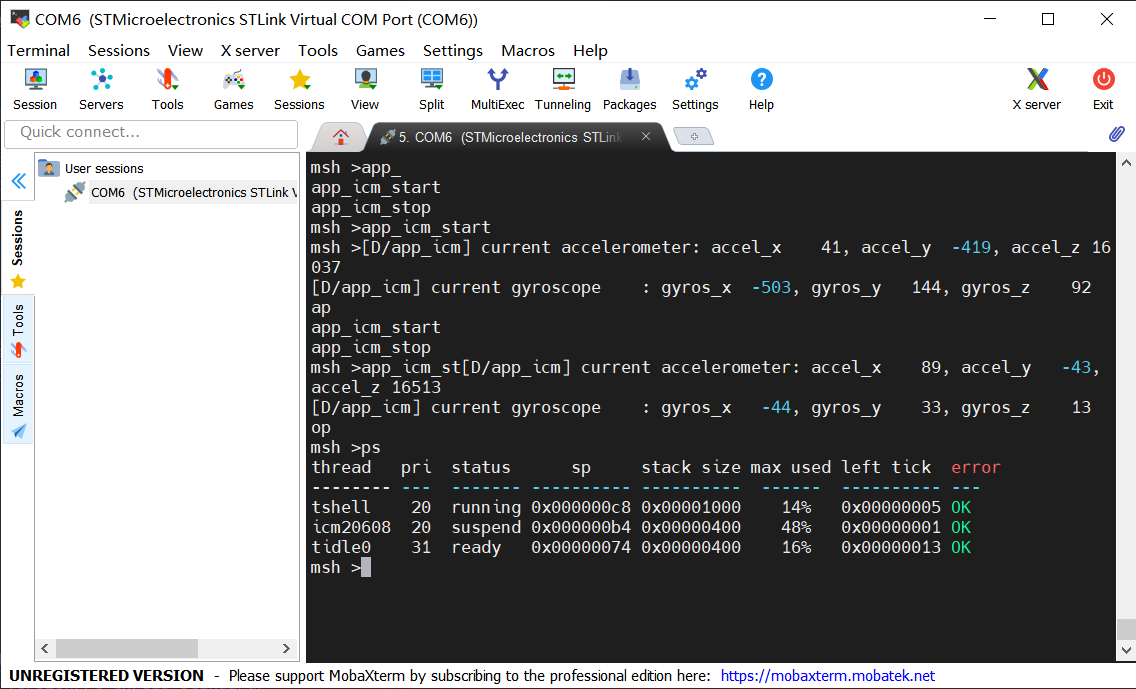 COM6 (STMicroelectronics STLink Virtual COM Port (COM6))
Terminal Sessions View X server Tools Games Settings Macros Help
Session Servers Tools Games Sessions View Split MultiExec Tunneling Packages Settings Help X server Exit
Quick connect...
5. COM6 (STMicroelectronics STLink
User sessions
COM6 (STMicroelectronics STLink V
Sessions
Tools
Macros
msh >app_
app_icm_start
app_icm_stop
msh >app_icm_start
msh >[D/app_icm] current accelerometer: accel_x    41, accel_y  -419, accel_z 16
037
[D/app_icm] current gyroscope    : gyros_x  -503, gyros_y   144, gyros_z    92
ap
app_icm_start
app_icm_stop
msh >app_icm_st[D/app_icm] current accelerometer: accel_x    89, accel_y   -43,
accel_z 16513
[D/app_icm] current gyroscope    : gyros_x   -44, gyros_y    33, gyros_z    13
op
msh >ps
thread   pri  status      sp     stack size max used left tick  error
-------- ---  ------- ---------- ----------  ------  ---------- ---
tshell    20  running 0x000000c8 0x00001000    14%   0x00000005 OK
icm20608  20  suspend 0x000000b4 0x00000400    48%   0x00000001 OK
tidle0    31  ready   0x00000074 0x00000400    16%   0x00000013 OK
msh >
UNREGISTERED VERSION - Please support MobaXterm by subscribing to the professional edition here: https://mobaxterm.mobatek.net